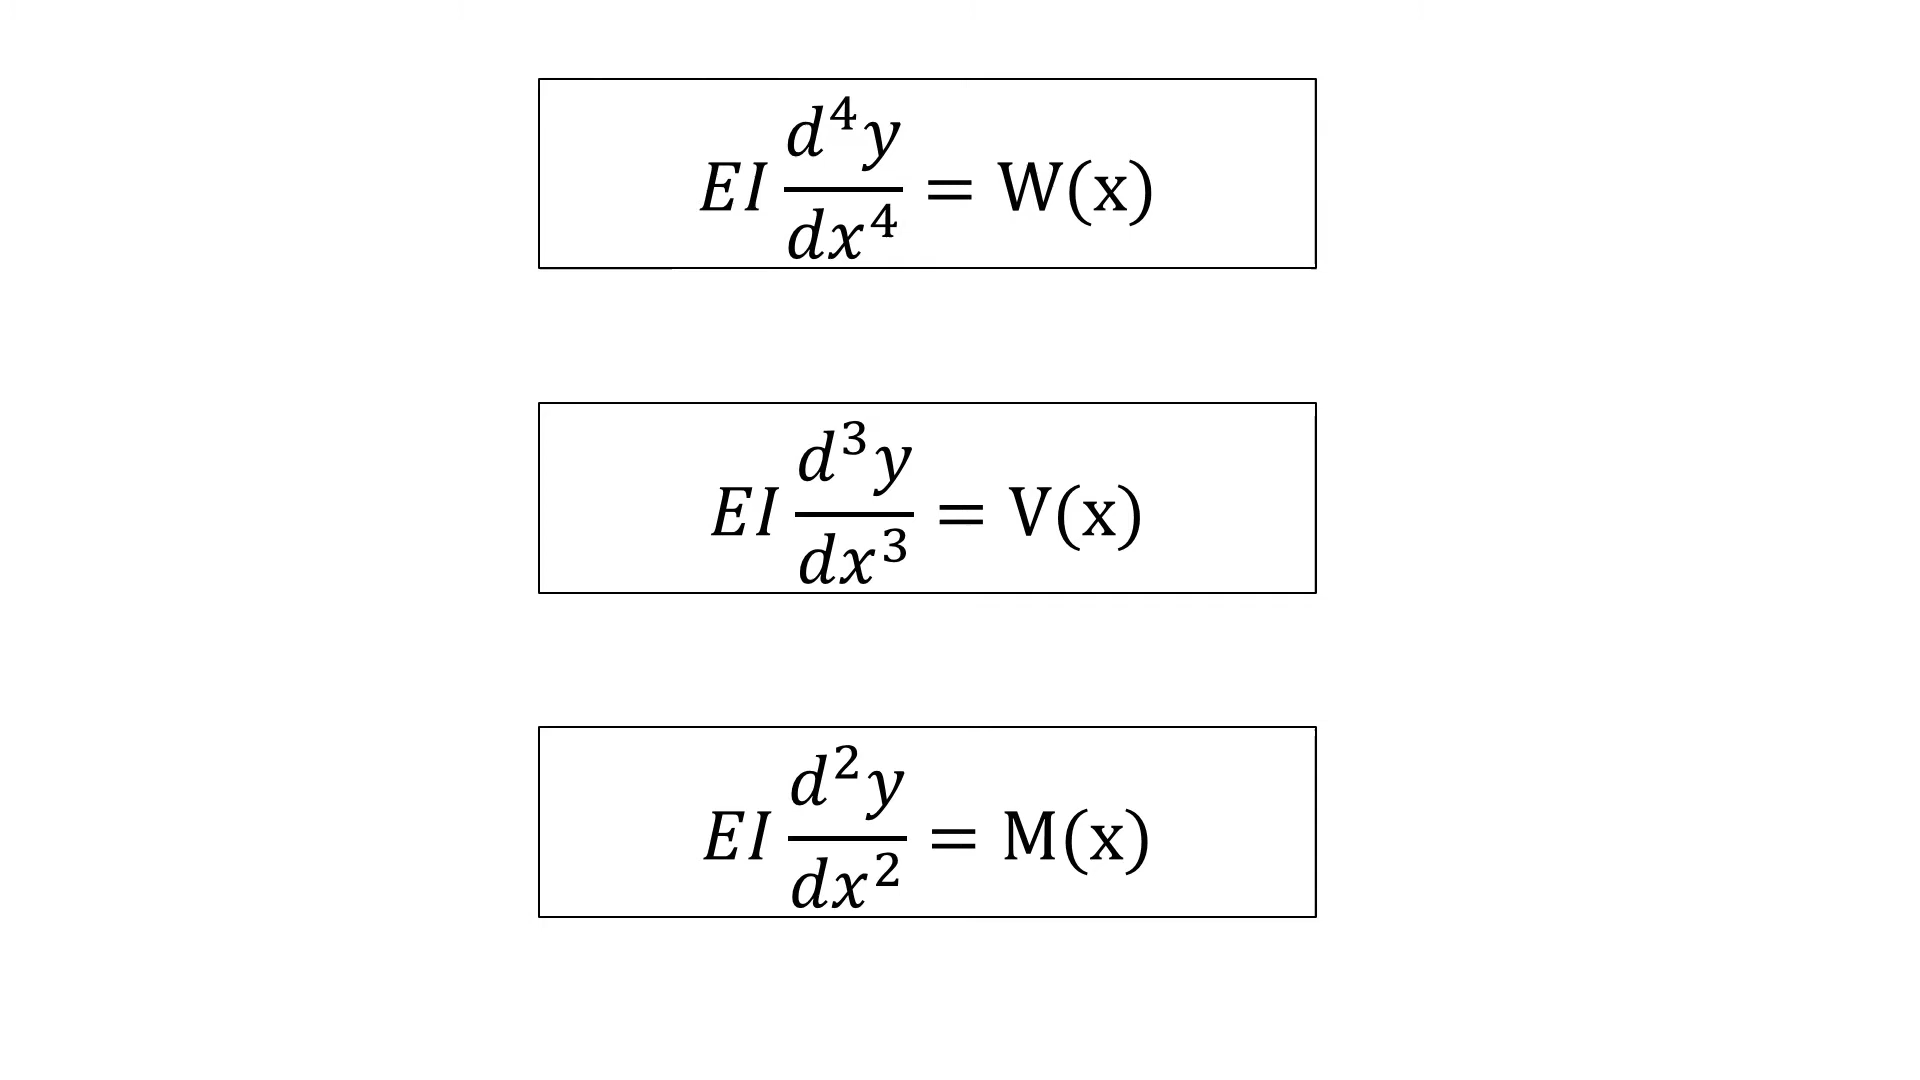 EI d⁴y/dx⁴ = W(x)
EI d³y/dx³ = V(x)
EI d²y/dx² = M(x)